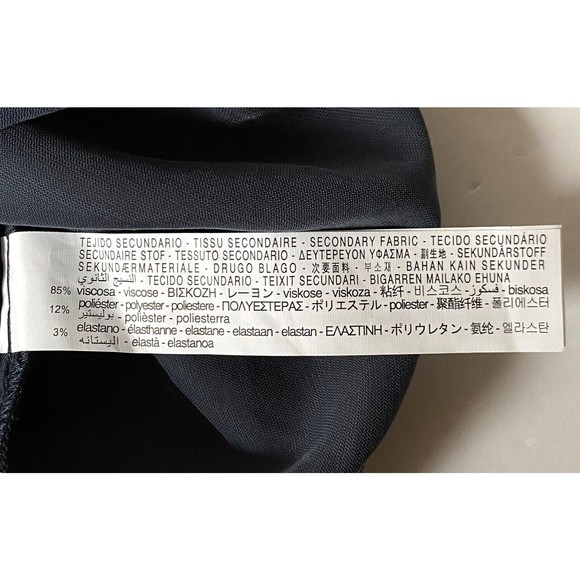 TEJIDO SECUNDARIO - TISSU SECONDAIRE - SECONDARY FABRIC - TECIDO SECUNDÁRIO
SECUNDAIRE STOF - TESSUTO SECONDARIO - ΔΕΥΤΕΡΕΥΟΝ ΥΦΑΣΜΑ - 副生地 - SEKUNDÄRSTOFF
SEKUNDÆRMATERIALE - DRUGO BLAGO - 次要面料 - 부소재 - BAHAN KAIN SEKUNDER
النسيج الثانوي - TECIDO SECUNDARIO - TEIXIT SECUNDARI - BIGARREN MAILAKO EHUNA
85% viscosa - viscose - ΒΙΣΚΟΖΗ - レーヨン - viskose - viskoza - 粘纤 - 비스코스 - فسكوز - biskosa
12% poliéster - polyester - poliestere - ΠΟΛΥΕΣΤΕΡΑΣ - ポリエステル - poliester - 聚酯纤维 - 폴리에스터
بوليستير - polièster - poliesterra
3% elastano - élasthanne - elastane - elastaan - elastan - ΕΛΑΣΤΙΝΗ - ポリウレタン - 氨纶 - 엘라스탄
اليستانه - elastà - elastanoa